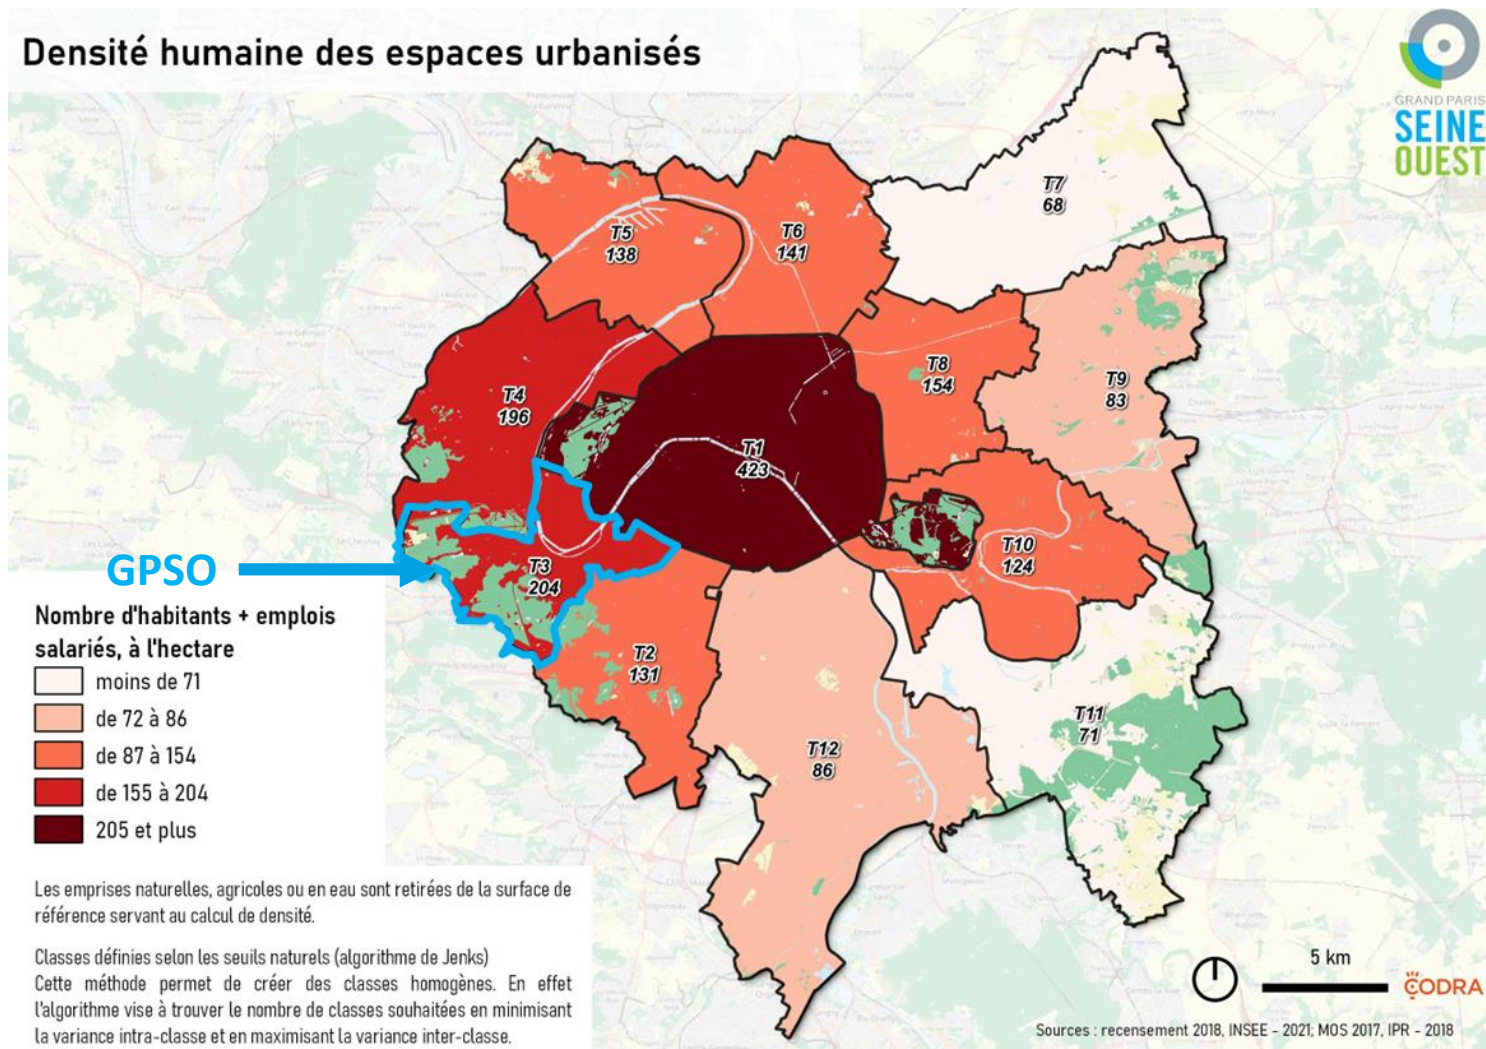 Densité humaine des espaces urbanisés
GRAND PARIS
SEINE
OUEST
T7
68
T5
138
T6
141
T8
154
T9
83
T4
196
T1
423
T3
204
T10
124
T2
131
T11
71
T12
86
GPSO
Nombre d'habitants + emplois
salariés, à l'hectare
moins de 71
de 72 à 86
de 87 à 154
de 155 à 204
205 et plus
Les emprises naturelles, agricoles ou en eau sont retirées de la surface de
référence servant au calcul de densité.
Classes définies selon les seuils naturels (algorithme de Jenks)
Cette méthode permet de créer des classes homogènes. En effet
l'algorithme vise à trouver le nombre de classes souhaitées en minimisant
la variance intra-classe et en maximisant la variance inter-classe.
5 km
CODRA
Sources : recensement 2018, INSEE - 2021; MOS 2017, IPR - 2018